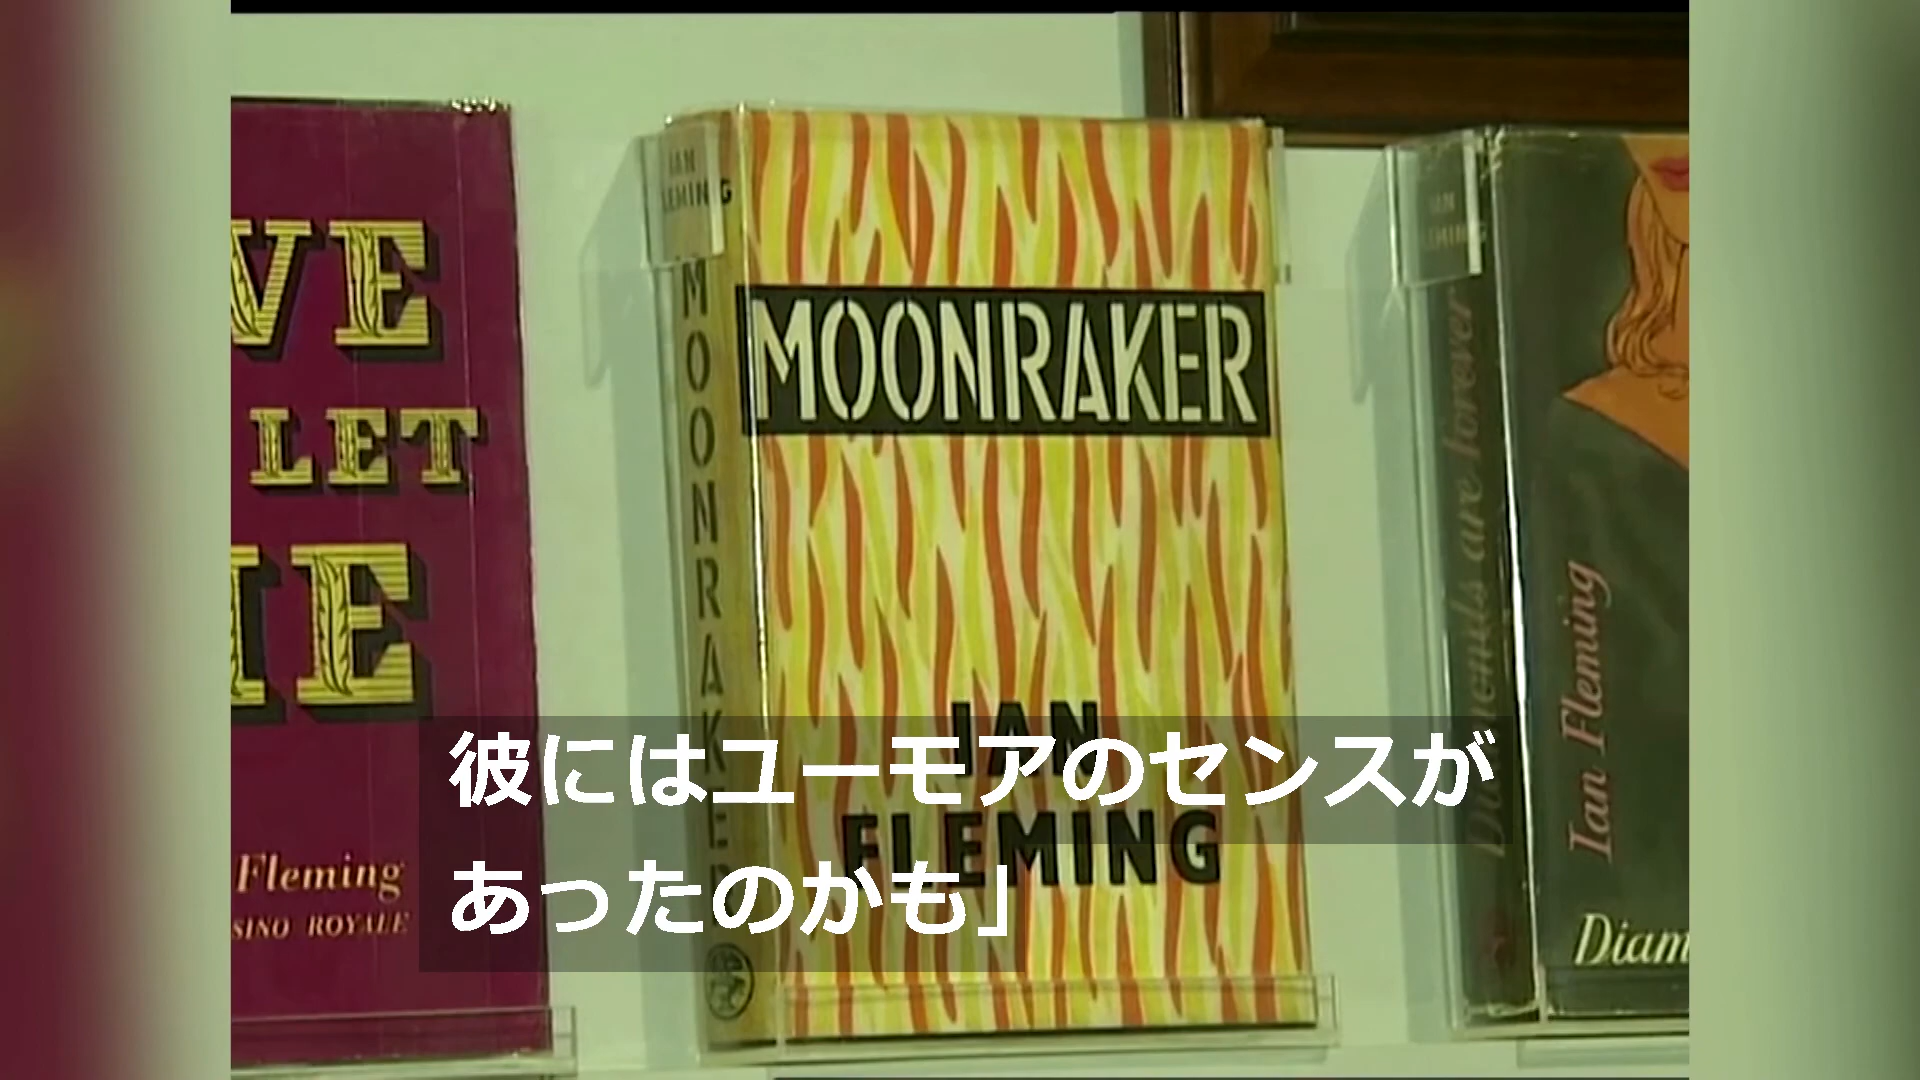 VE
LET
IE
Fleming
SINO ROYALE
IAN
FLEMING
MOONRAKER
MOONRAKER
IAN
FLEMING
IAN
Diamonds are forever
Ian Fleming
Diam
彼にはユーモアのセンスが
あったのかも」